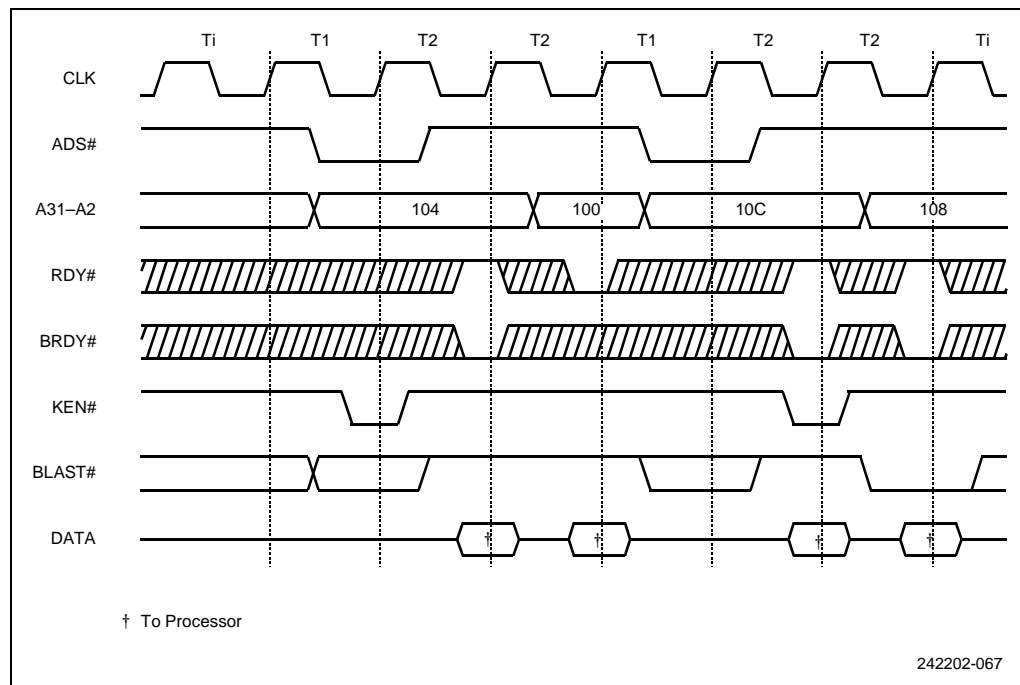 Ti T1 T2 T2 T1 T2 T2 Ti
CLK
ADS#
A31–A2 104 100 10C 108
RDY#
BRDY#
KEN#
BLAST#
DATA † † † †
† To Processor
242202-067